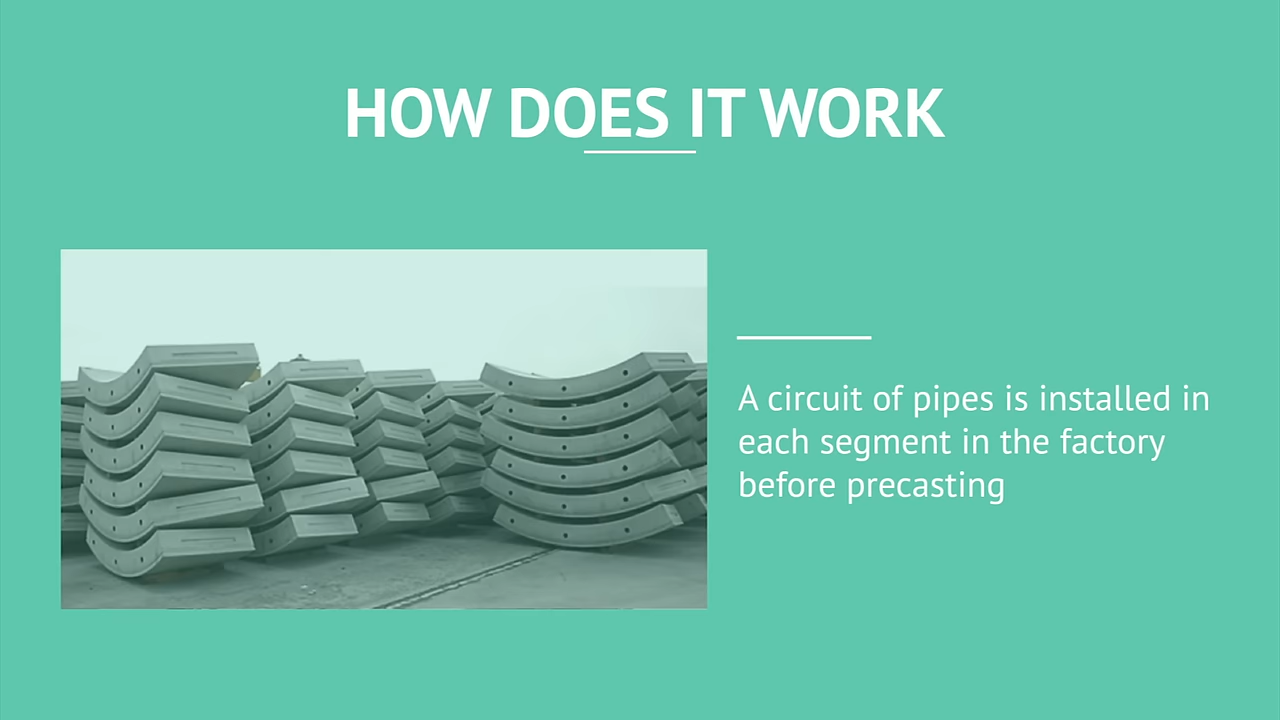 HOW DOES IT WORK
A circuit of pipes is installed in
each segment in the factory
before precasting